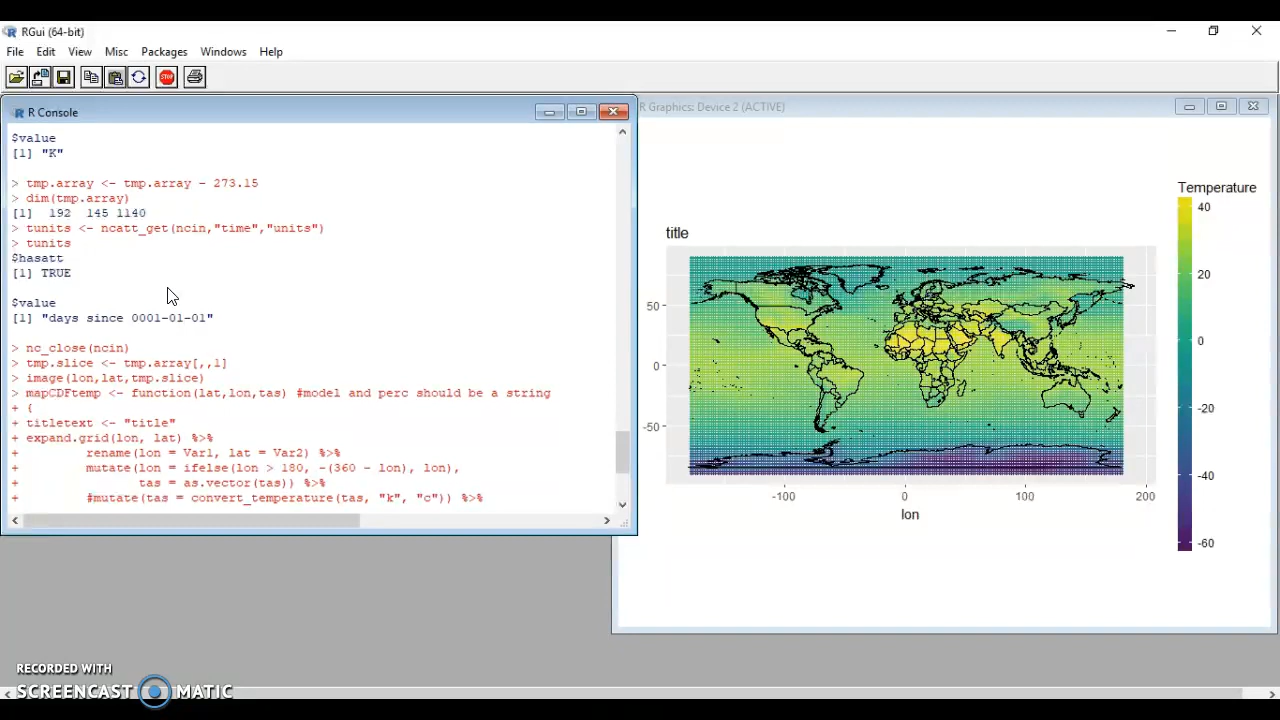 RGui (64-bit)
File Edit View Misc Packages Windows Help
STOP
R Console
$value
[1] "K"
> tmp.array <- tmp.array - 273.15
> dim(tmp.array)
[1]  192  145 1140
> tunits <- ncatt_get(ncin,"time","units")
> tunits
$hasatt
[1] TRUE
$value
[1] "days since 0001-01-01"
> nc_close(ncin)
> tmp.slice <- tmp.array[,,1]
> image(lon,lat,tmp.slice)
> mapCDFtemp <- function(lat,lon,tas) #model and perc should be a string
+ {
+ titletext <- "title"
+ expand.grid(lon, lat) %>%
+         rename(lon = Var1, lat = Var2) %>%
+         mutate(lon = ifelse(lon > 180, -(360 - lon), lon),
+                tas = as.vector(tas)) %>%
+         #mutate(tas = convert_temperature(tas, "k", "c")) %>%
R Graphics: Device 2 (ACTIVE)
title
50
0
-50
-100 0 100 200
lon
Temperature
40
20
0
-20
-40
-60
RECORDED WITH
SCREENCAST MATIC